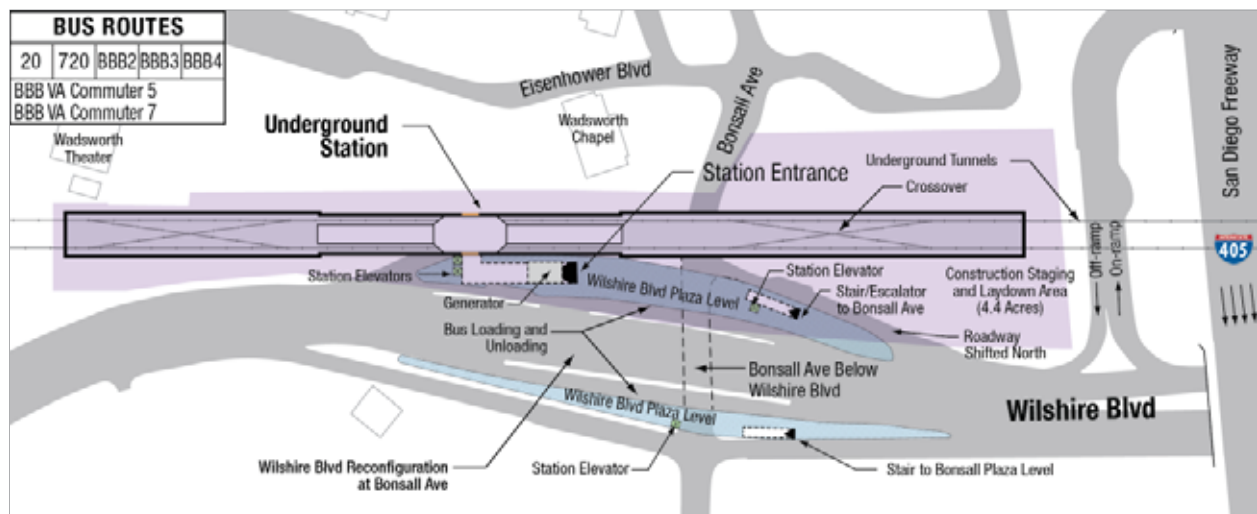 BUS ROUTES
20 720 BBB2 BBB3 BBB4
BBB VA Commuter 5
BBB VA Commuter 7
Wadsworth
Theater
Underground
Station
Eisenhower Blvd
Wadsworth
Chapel
Bonsall Ave
Station Entrance
Underground Tunnels
Crossover
San Diego Freeway
INTERSTATE
405
Off-ramp
On-ramp
Station Elevators
Generator
Wilshire Blvd Plaza Level
Station Elevator
Stair/Escalator
to Bonsall Ave
Construction Staging
and Laydown Area
(4.4 Acres)
Roadway
Shifted North
Bus Loading and
Unloading
Bonsall Ave Below
Wilshire Blvd
Wilshire Blvd Plaza Level
Wilshire Blvd
Wilshire Blvd Reconfiguration
at Bonsall Ave
Station Elevator
Stair to Bonsall Plaza Level